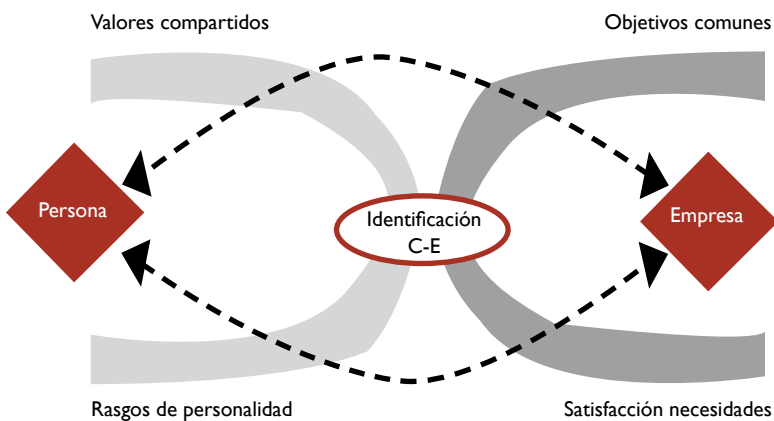 Valores compartidos
Objetivos comunes
Persona
Identificación
C-E
Empresa
Rasgos de personalidad
Satisfacción necesidades